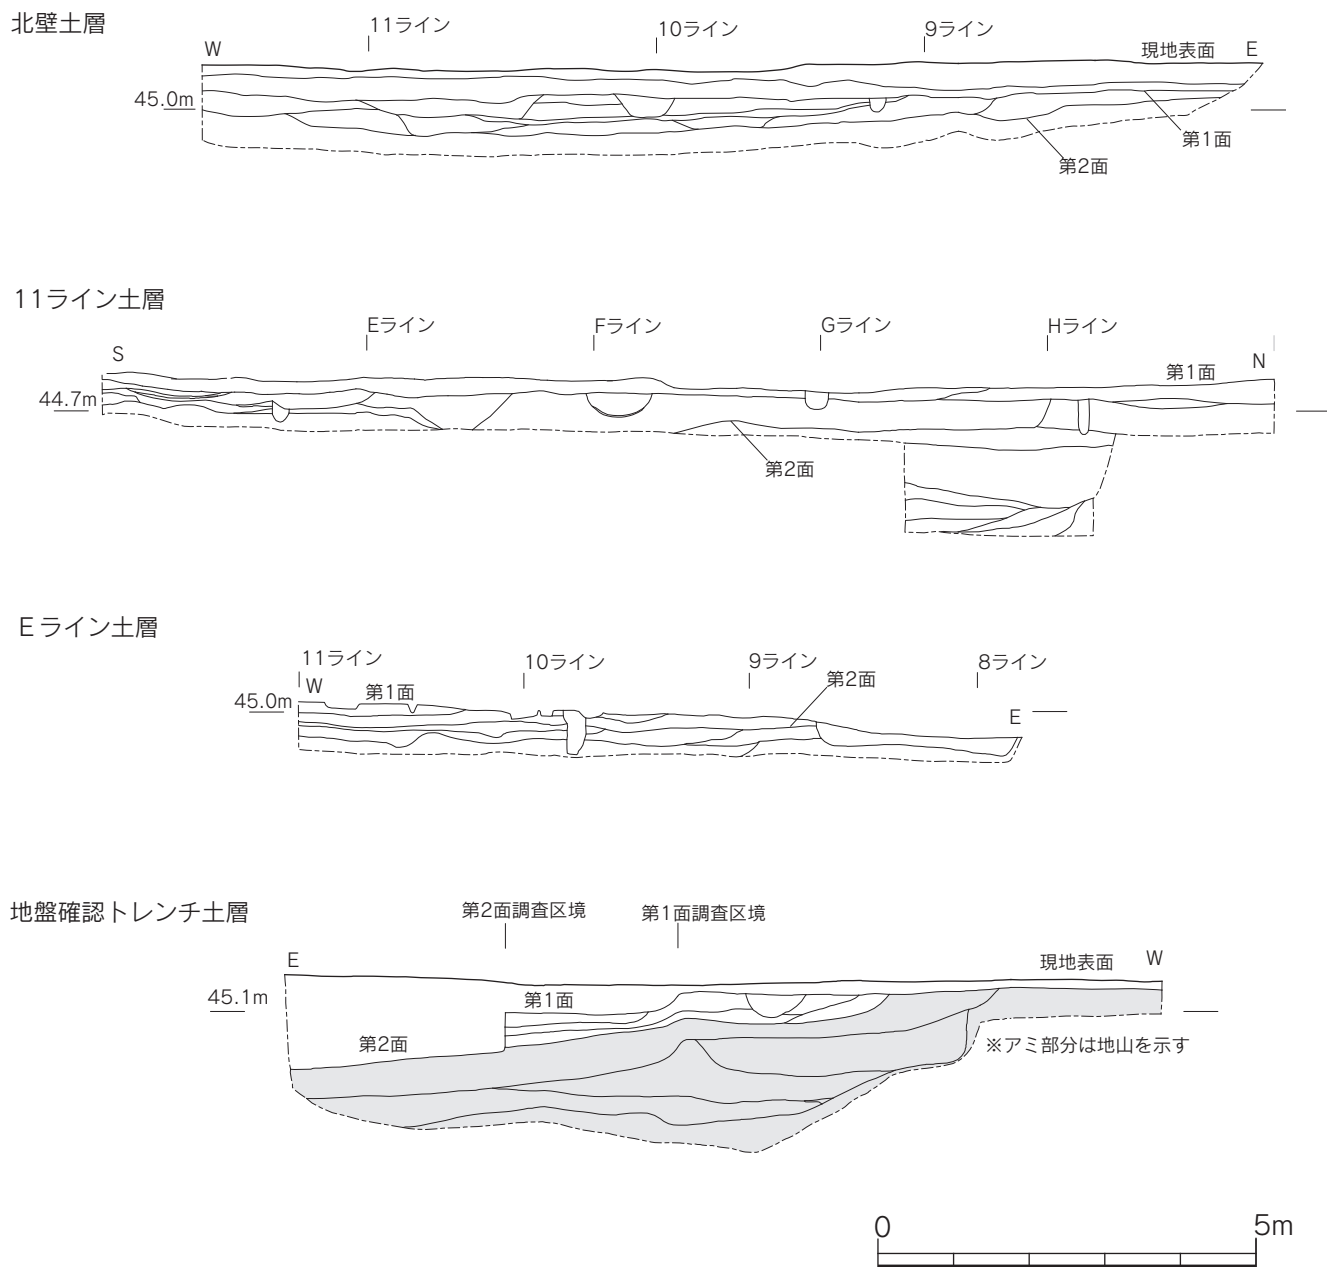 北壁土層
11ライン
10ライン
9ライン
W
現地表面
E
45.0m
第1面
第2面
11ライン土層
Eライン
Fライン
Gライン
Hライン
S
N
第1面
44.7m
第2面
Eライン土層
11ライン
10ライン
9ライン
8ライン
W
第1面
第2面
45.0m
E
地盤確認トレンチ土層
第2面調査区境
第1面調査区境
E
現地表面
W
45.1m
第1面
第2面
※アミ部分は地山を示す
0
5m